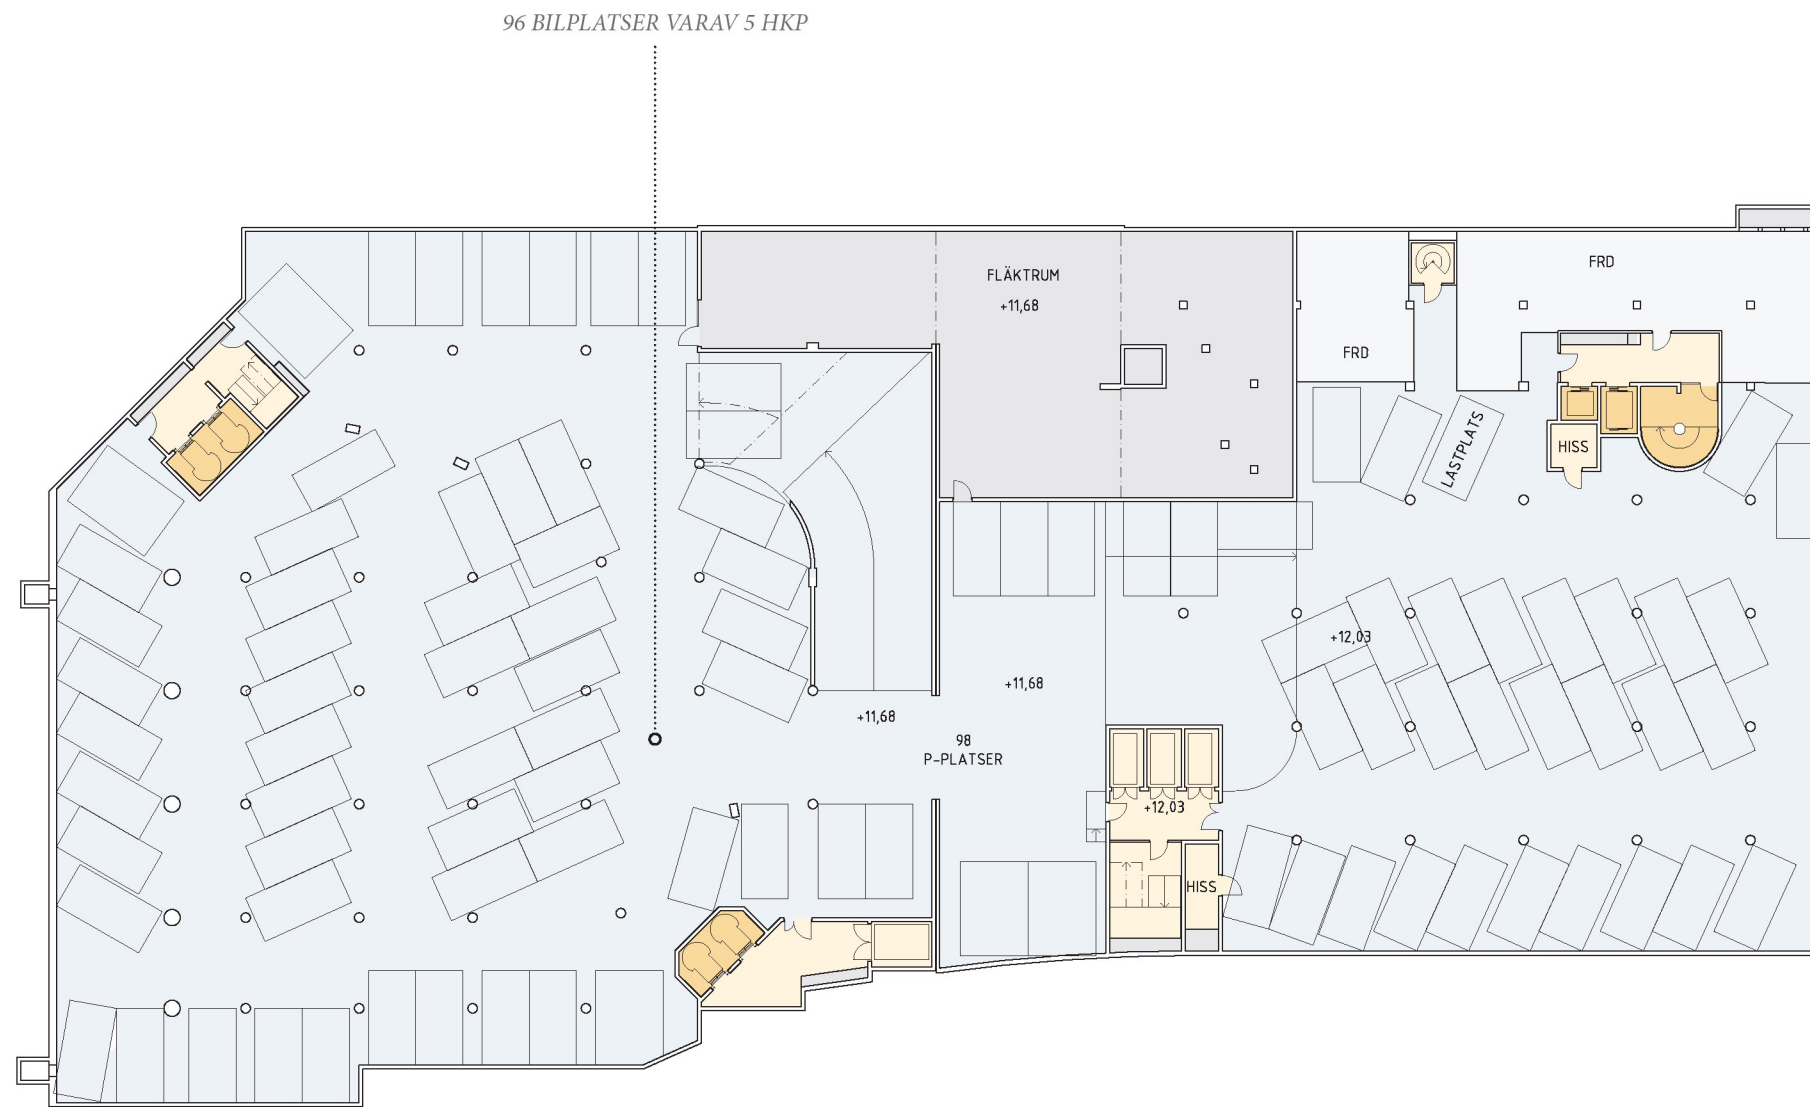 96 BILPLATSER VARAV 5 HKP
FLÄKTRUM
+11,68
FRD
FRD
LASTPLATS
HISS
+12,03
+11,68
+11,68
98
P-PLATSER
+12,03
HISS